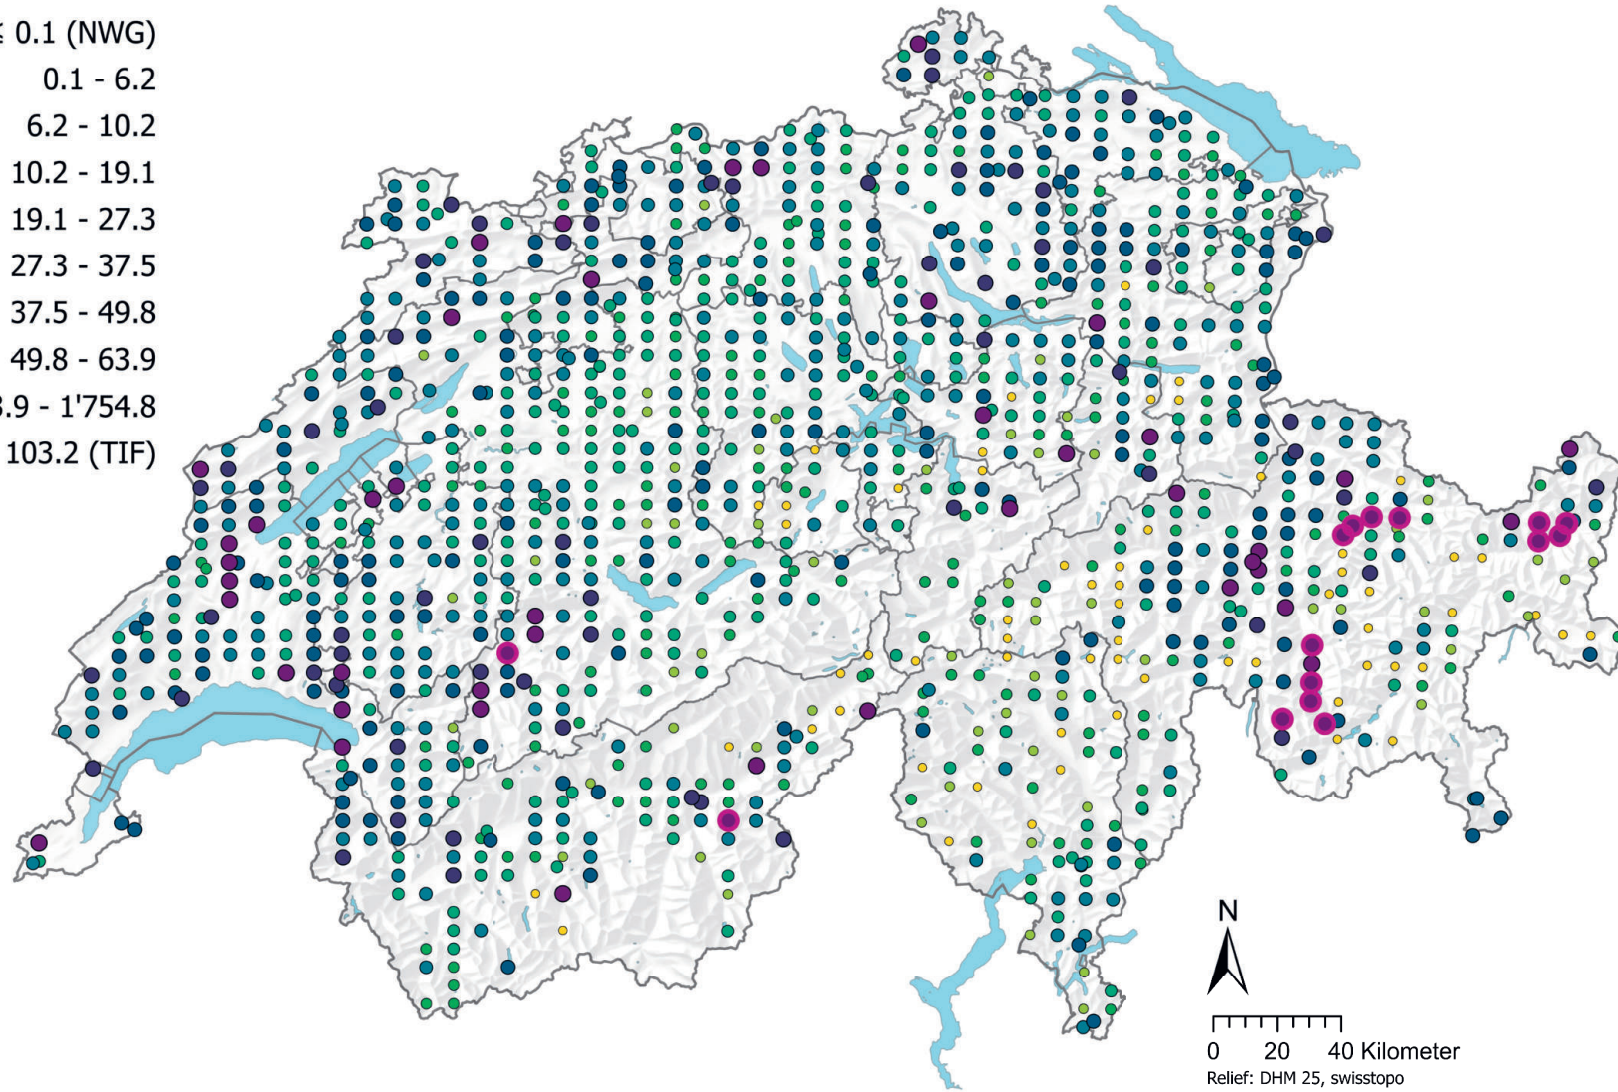 ≤ 0.1 (NWG)
0.1 - 6.2
6.2 - 10.2
10.2 - 19.1
19.1 - 27.3
27.3 - 37.5
37.5 - 49.8
49.8 - 63.9
3.9 - 1'754.8
103.2 (TIF)
N
0 20 40 Kilometer
Relief: DHM 25, swisstopo